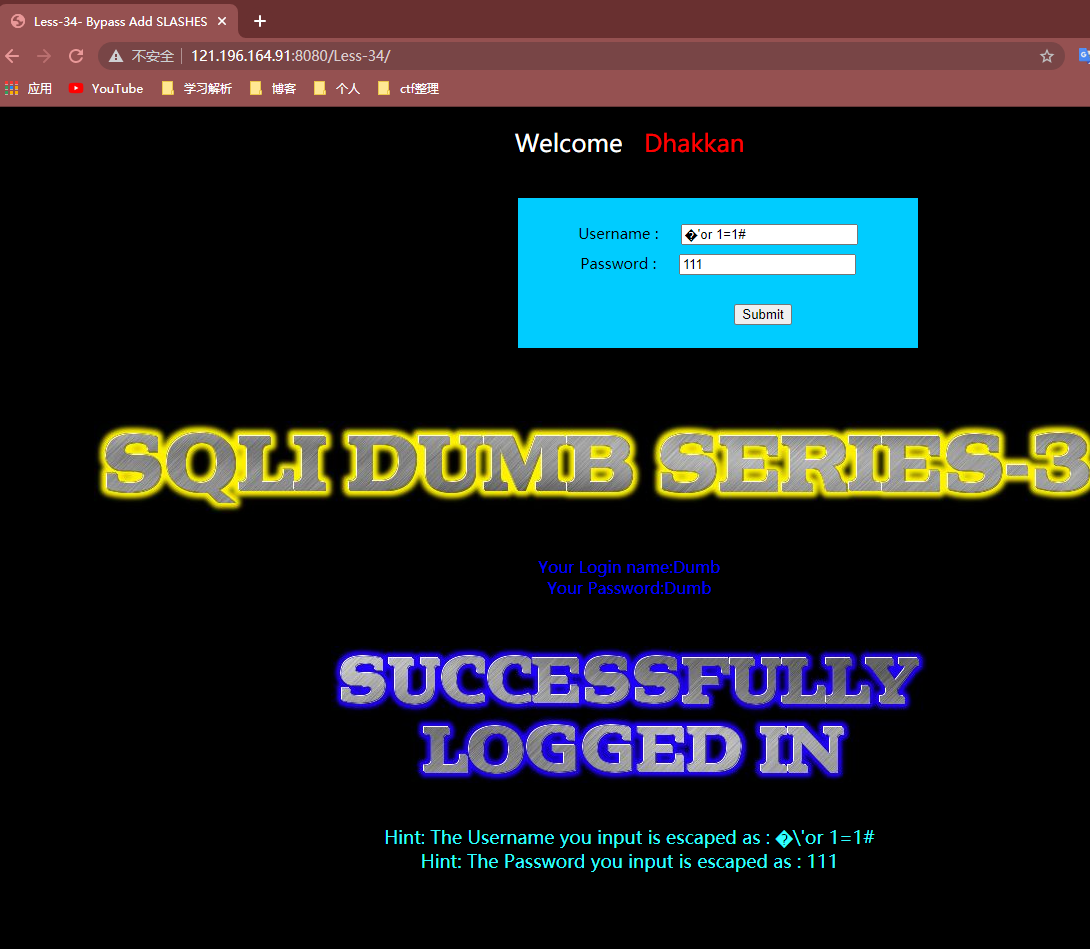 Less-34- Bypass Add SLASHES
不安全 121.196.164.91:8080/Less-34/
应用 YouTube 学习解析 博客 个人 ctf整理
Welcome Dhakkan
Username : �'or 1=1#
Password : 111
Submit
SQLI DUMB SERIES-3
Your Login name:Dumb
Your Password:Dumb
SUCCESSFULLY
LOGGED IN
Hint: The Username you input is escaped as : �\'or 1=1#
Hint: The Password you input is escaped as : 111